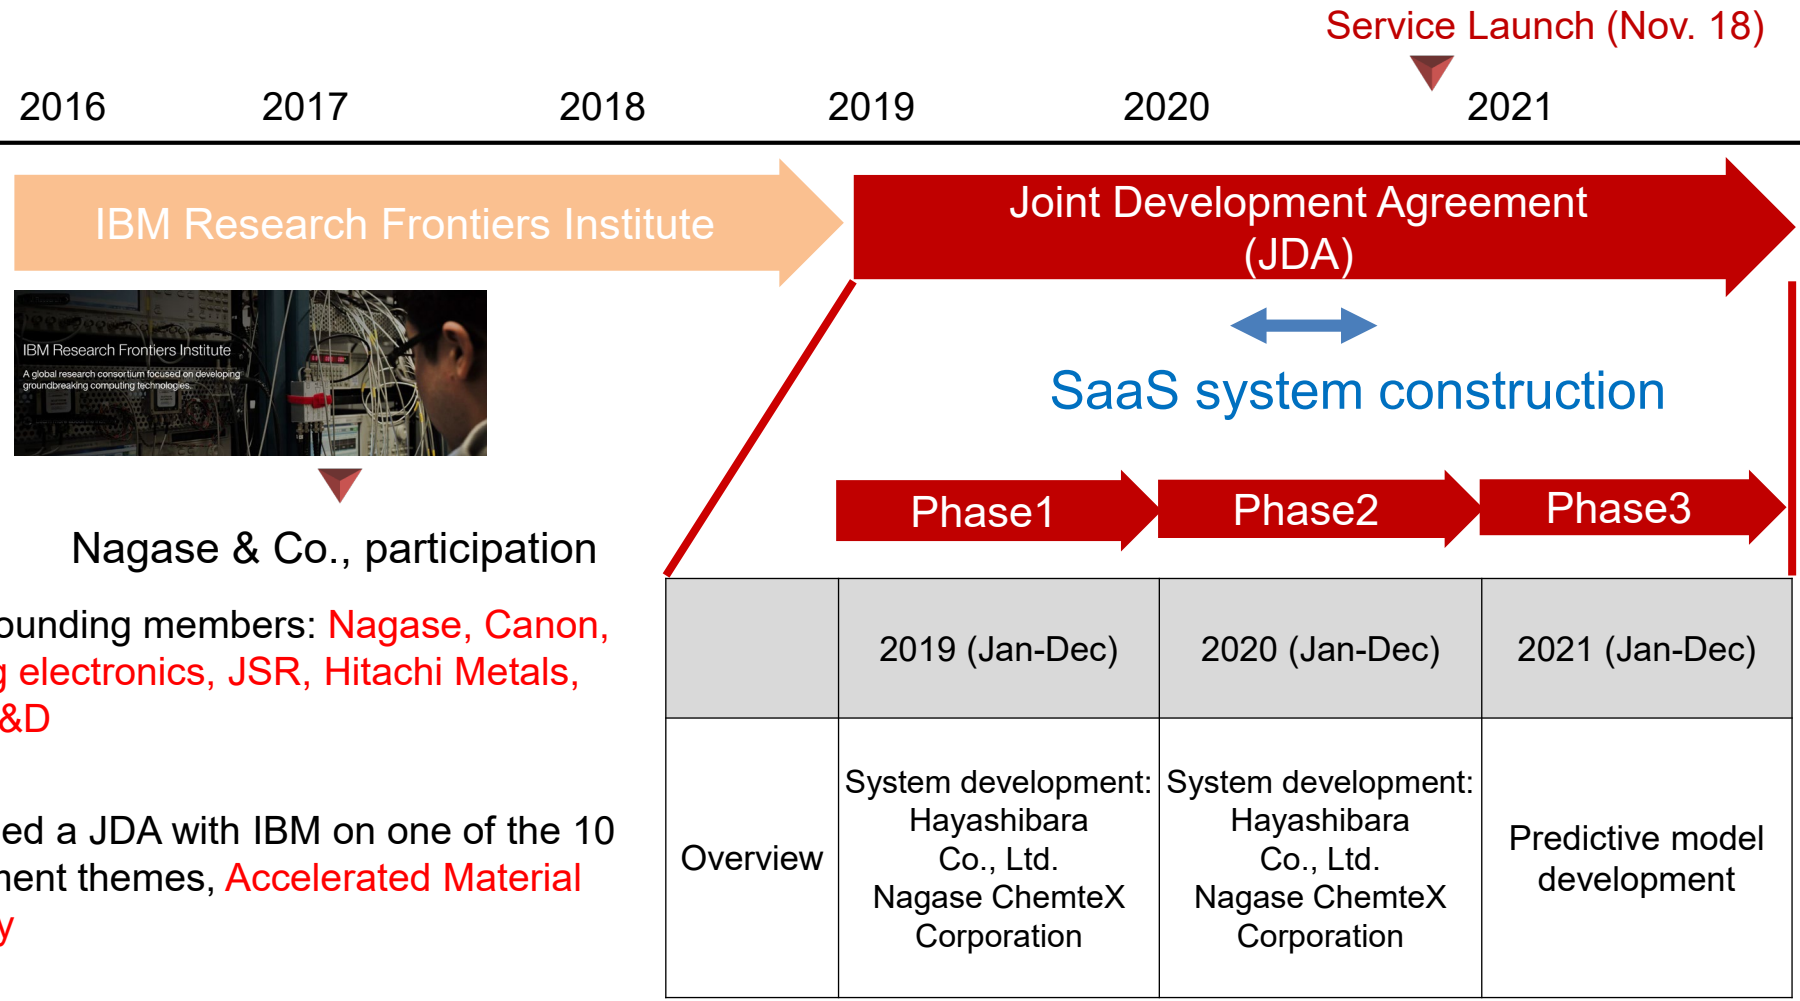 Service Launch (Nov. 18)
2016 2017 2018 2019 2020 2021
IBM Research Frontiers Institute
Joint Development Agreement
(JDA)
IBM Research Frontiers Institute
A global research consortium focused on developing
groundbreaking computing technologies.
SaaS system construction
Nagase & Co., participation
Phase1 Phase2 Phase3
ounding members: Nagase, Canon,
g electronics, JSR, Hitachi Metals,
&D
ed a JDA with IBM on one of the 10
ment themes, Accelerated Material
y
2019 (Jan-Dec) 2020 (Jan-Dec) 2021 (Jan-Dec)
Overview
System development:
Hayashibara
Co., Ltd.
Nagase ChemteX
Corporation
System development:
Hayashibara
Co., Ltd.
Nagase ChemteX
Corporation
Predictive model
development